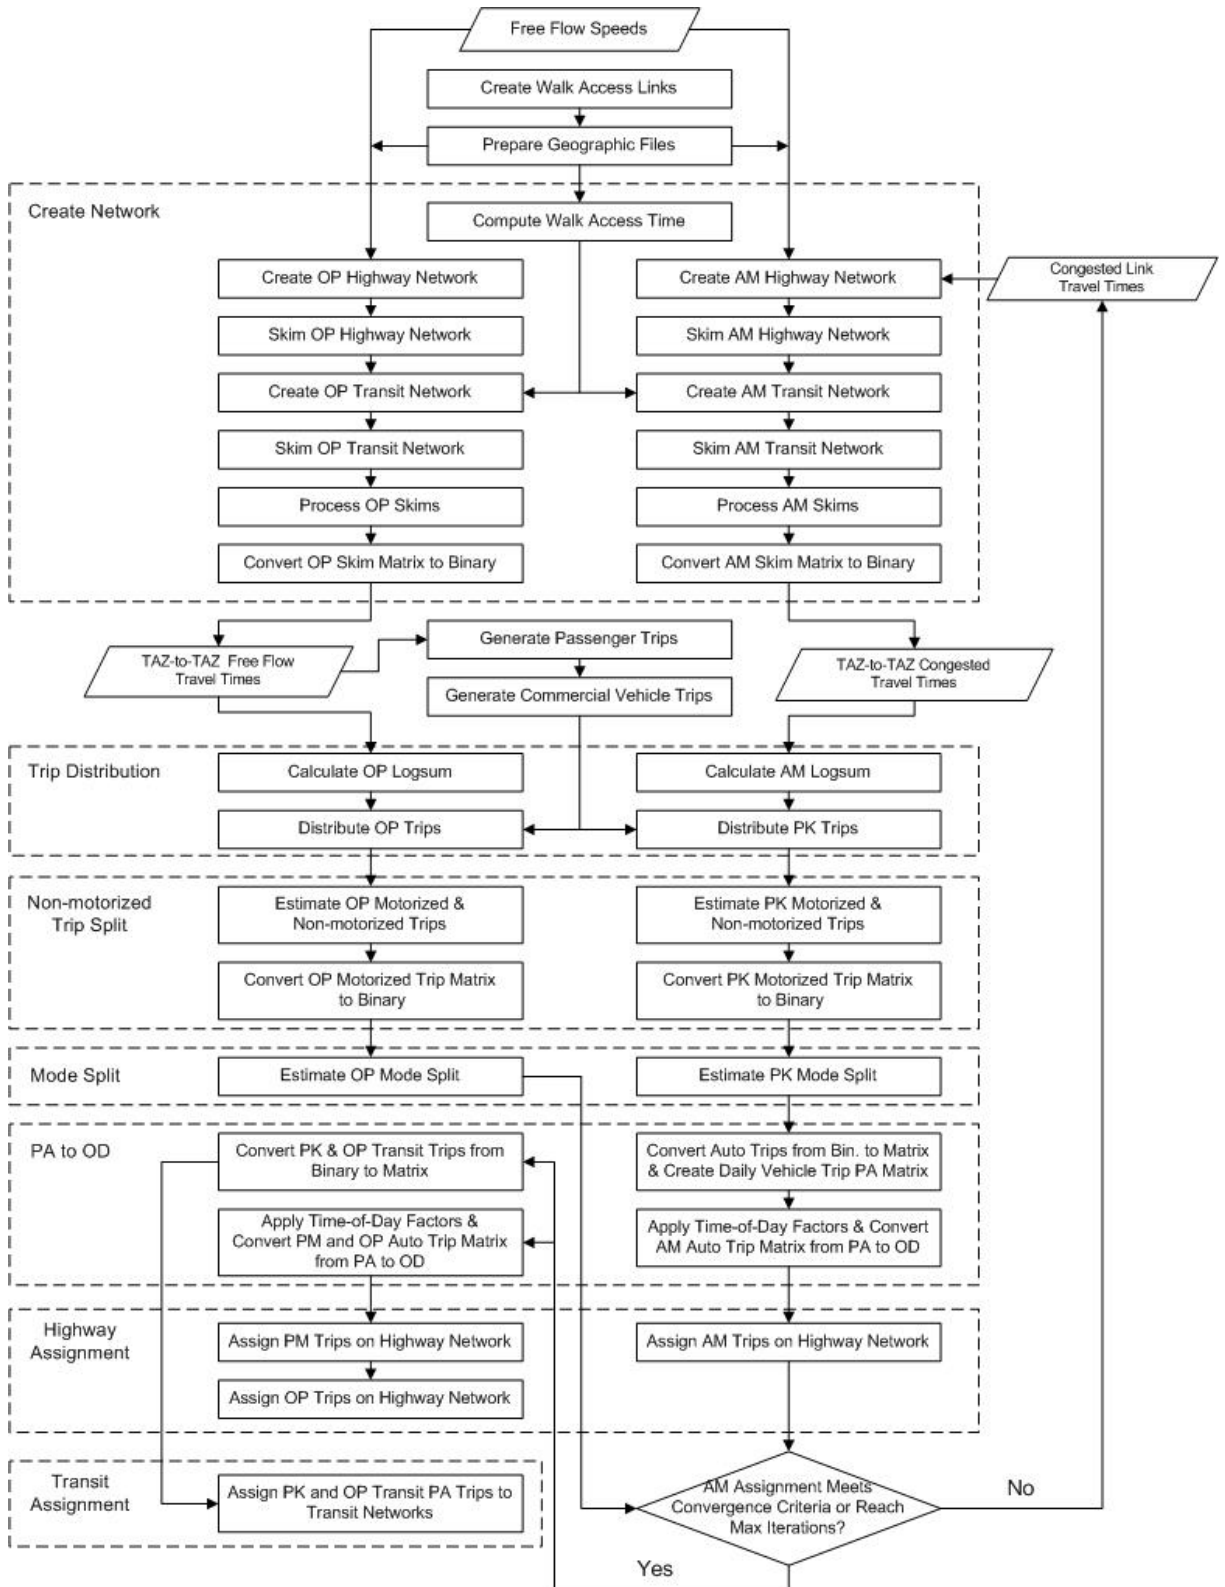 Free Flow Speeds
Create Walk Access Links
Prepare Geographic Files
Create Network
Compute Walk Access Time
Create OP Highway Network
Create AM Highway Network
Congested Link
Travel Times
Skim OP Highway Network
Skim AM Highway Network
Create OP Transit Network
Create AM Transit Network
Skim OP Transit Network
Skim AM Transit Network
Process OP Skims
Process AM Skims
Convert OP Skim Matrix to Binary
Convert AM Skim Matrix to Binary
Generate Passenger Trips
TAZ-to-TAZ Free Flow
Travel Times
TAZ-to-TAZ Congested
Travel Times
Generate Commercial Vehicle Trips
Trip Distribution
Calculate OP Logsum
Calculate AM Logsum
Distribute OP Trips
Distribute PK Trips
Non-motorized
Trip Split
Estimate OP Motorized &
Non-motorized Trips
Estimate PK Motorized &
Non-motorized Trips
Convert OP Motorized Trip Matrix
to Binary
Convert PK Motorized Trip Matrix
to Binary
Mode Split
Estimate OP Mode Split
Estimate PK Mode Split
PA to OD
Convert PK & OP Transit Trips from
Binary to Matrix
Convert Auto Trips from Bin. to Matrix
& Create Daily Vehicle Trip PA Matrix
Apply Time-of-Day Factors &
Convert PM and OP Auto Trip Matrix
from PA to OD
Apply Time-of-Day Factors & Convert
AM Auto Trip Matrix from PA to OD
Highway
Assignment
Assign PM Trips on Highway Network
Assign AM Trips on Highway Network
Assign OP Trips on Highway Network
Transit
Assignment
Assign PK and OP Transit PA Trips to
Transit Networks
AM Assignment Meets
Convergence Criteria or Reach
Max Iterations?
No
Yes